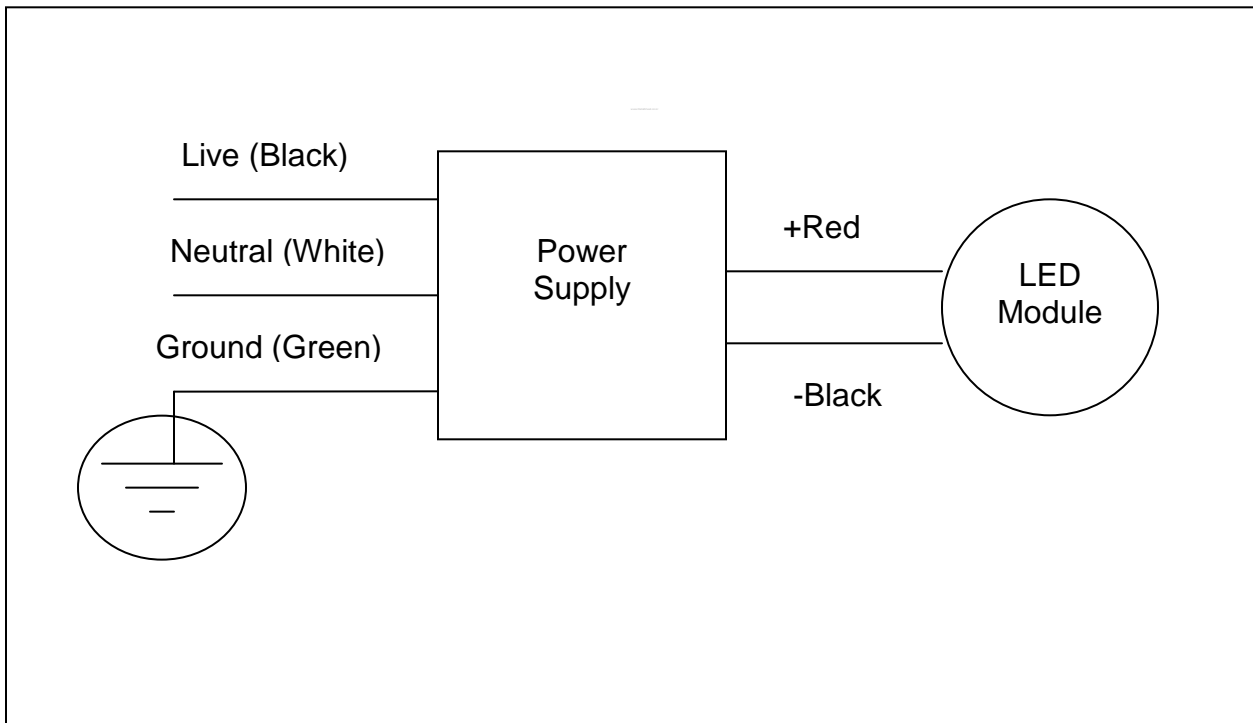 Live (Black)
Neutral (White)
Ground (Green)
Power
Supply
+Red
-Black
LED
Module